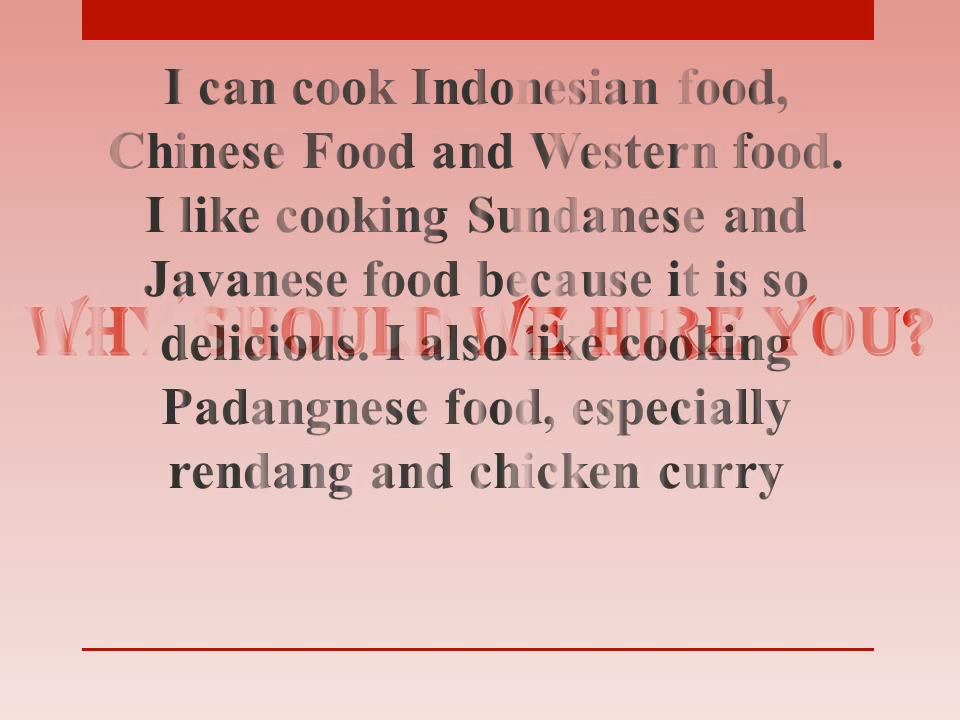 I can cook Indonesian food,
Chinese Food and Western food.
I like cooking Sundanese and
Javanese food because it is so
WHY SHOULD WE HIRE YOU?
delicious. I also like cooking
Padangnese food, especially
rendang and chicken curry